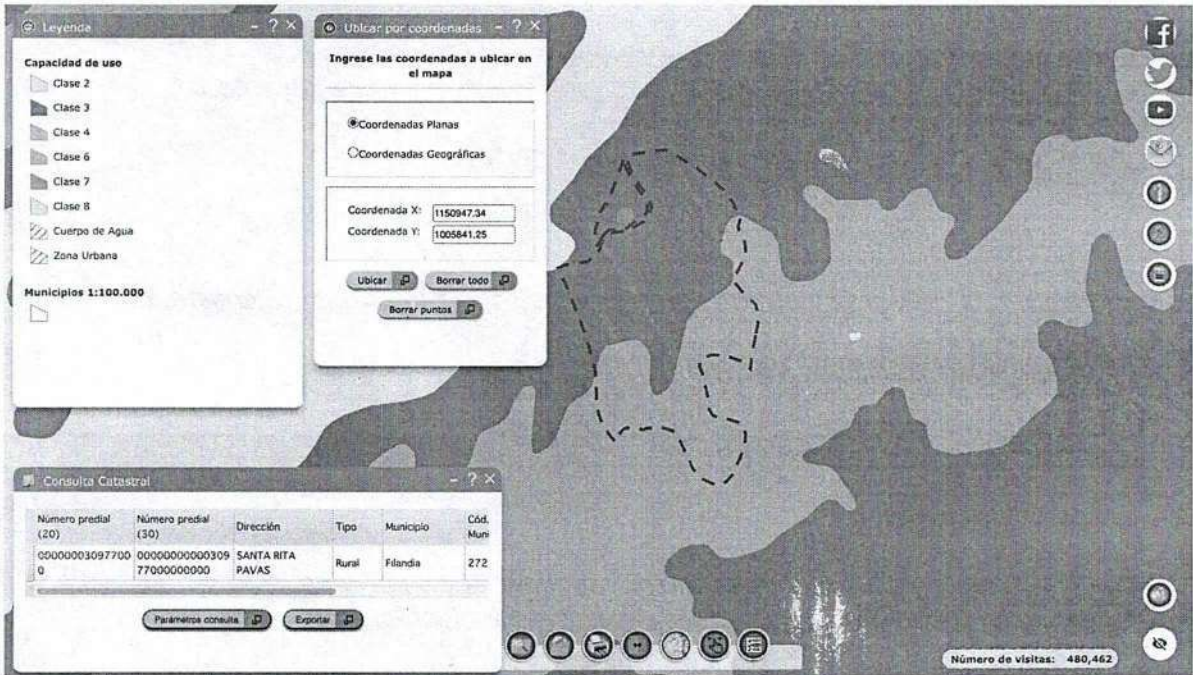 Leyenda - ? ×
Capacidad de uso
Clase 2
Clase 3
Clase 4
Clase 6
Clase 7
Clase 8
Cuerpo de Agua
Zona Urbana
Municipios 1:100.000
Ubicar por coordenadas - ? ×
Ingrese las coordenadas a ubicar en
el mapa
Coordenadas Planas
Coordenadas Geográficas
Coordenada X: 1150947.34
Coordenada Y: 1005841.25
Ubicar
Borrar todo
Borrar puntos
Consulta Catastral - ? ×
Número predial
(20)
Número predial
(30)
Dirección
Tipo
Municipio
Cód.
Muni
00000003097700
0
00000000000309
77000000000
SANTA RITA
PAVAS
Rural
Filandia
272
Parámetros consulta
Exportar
Número de visitas: 480,462